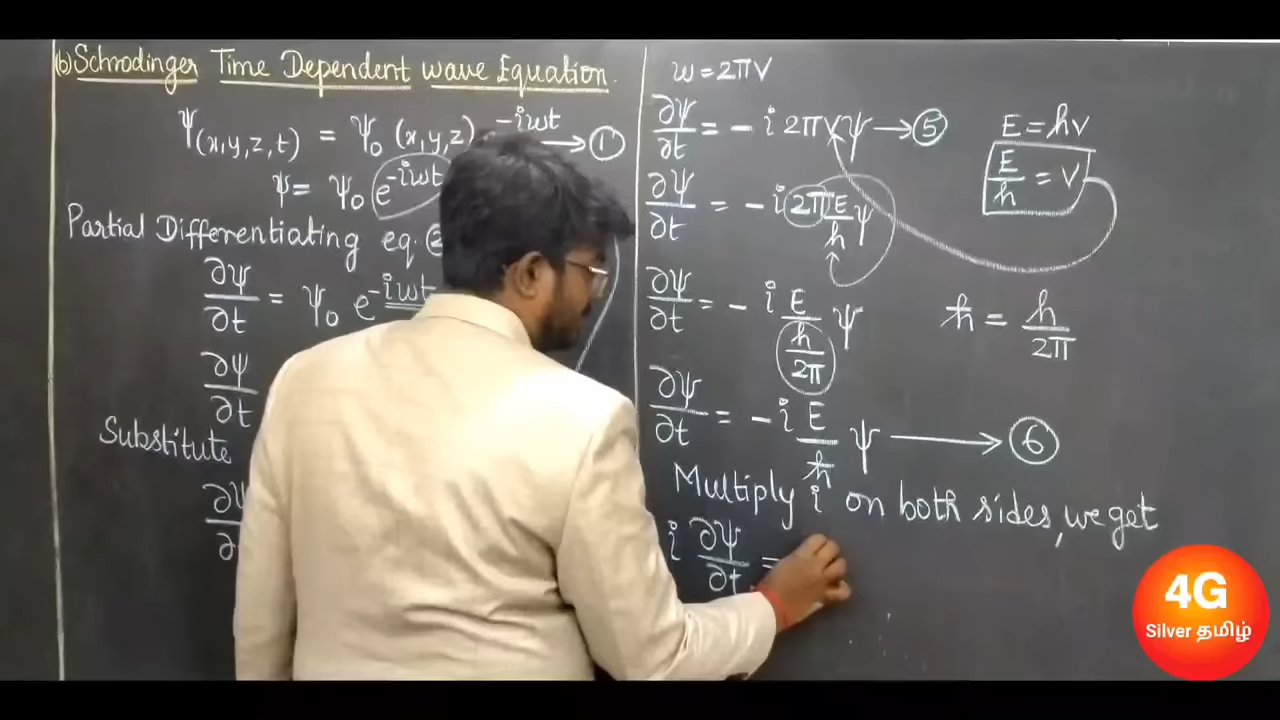 (b) Schrodinger Time Dependent wave Equation.
Ψ(x,y,z,t) = Ψ₀ (x,y,z) -iωt → ①
Ψ = Ψ₀ e^-iωt
Partial Differentiating eq. ②
∂Ψ/∂t = Ψ₀ e^-iωt
∂Ψ/∂t
Substitute
ω = 2πν
∂Ψ/∂t = - i 2πν Ψ → ⑤
E = hν
E/h = ν
∂Ψ/∂t = - i 2π E/h Ψ
∂Ψ/∂t = - i E/(h/2π) Ψ
ħ = h/2π
∂Ψ/∂t = - i E/ħ Ψ → ⑥
Multiply i on both sides, we get
i ∂Ψ/∂t =
4G
Silver தமிழ்